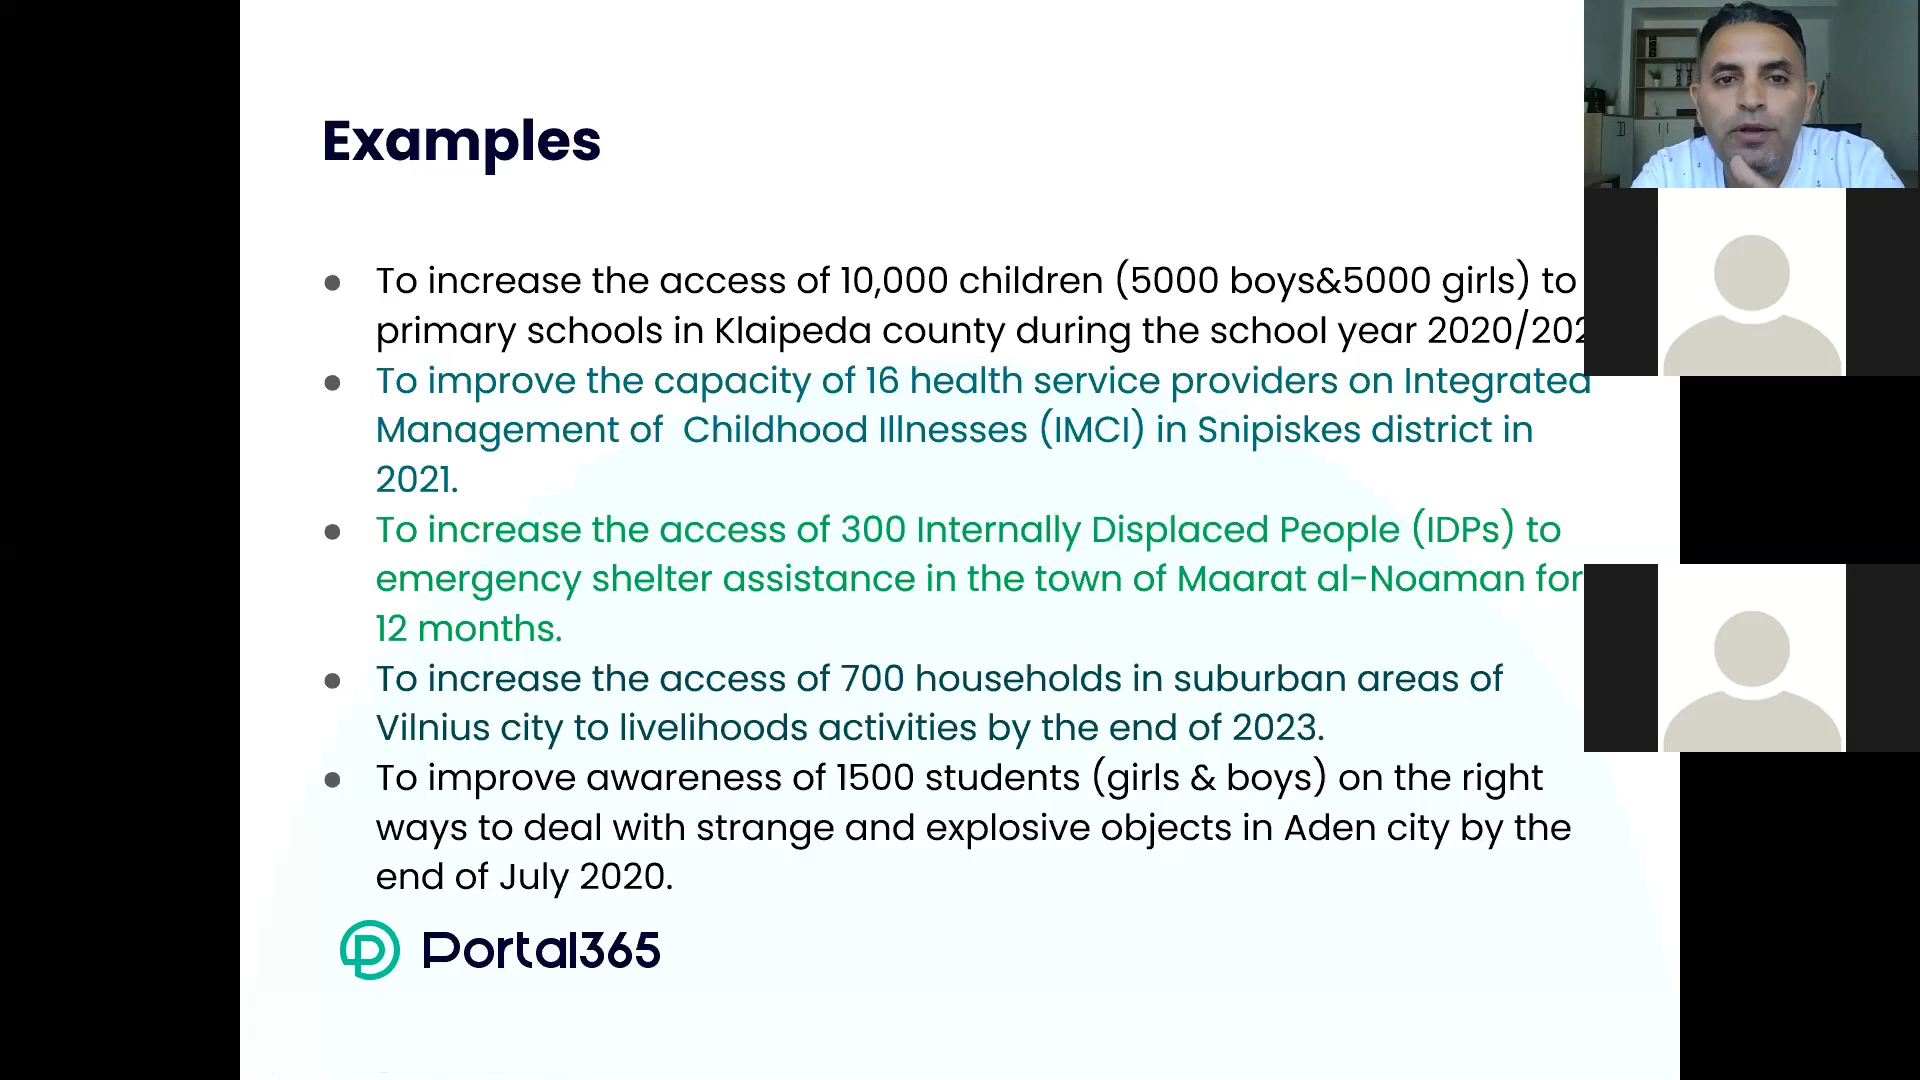 Examples
● To increase the access of 10,000 children (5000 boys&5000 girls) to
primary schools in Klaipeda county during the school year 2020/202
● To improve the capacity of 16 health service providers on Integrated
Management of  Childhood Illnesses (IMCI) in Snipiskes district in
2021.
● To increase the access of 300 Internally Displaced People (IDPs) to
emergency shelter assistance in the town of Maarat al-Noaman for
12 months.
● To increase the access of 700 households in suburban areas of
Vilnius city to livelihoods activities by the end of 2023.
● To improve awareness of 1500 students (girls & boys) on the right
ways to deal with strange and explosive objects in Aden city by the
end of July 2020.
Portal365